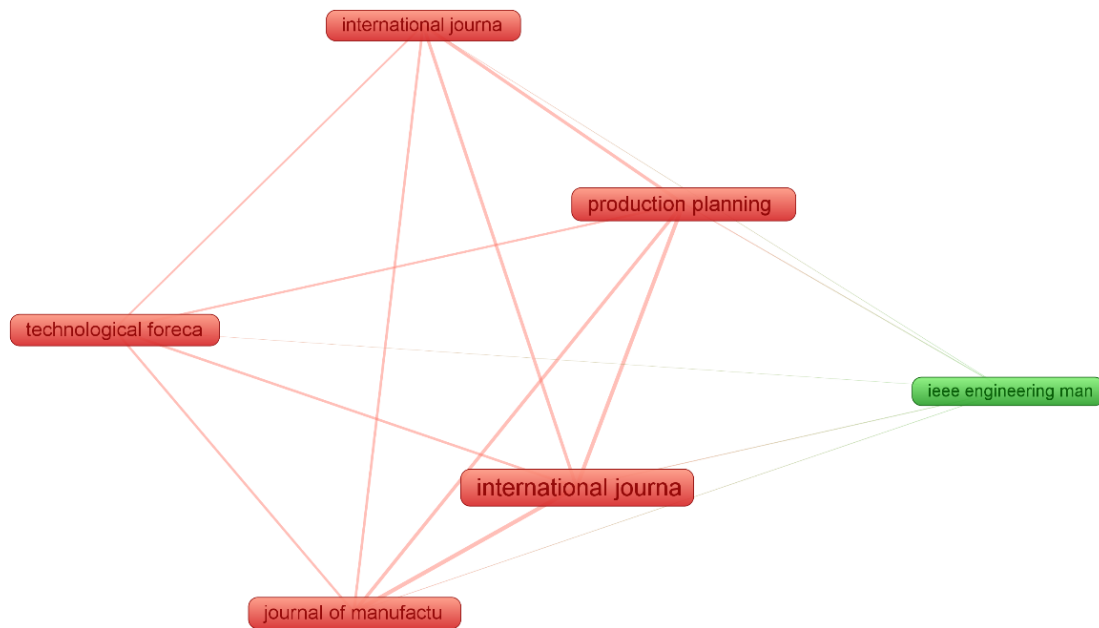 international journa
production planning
technological foreca
ieee engineering man
international journa
journal of manufactu